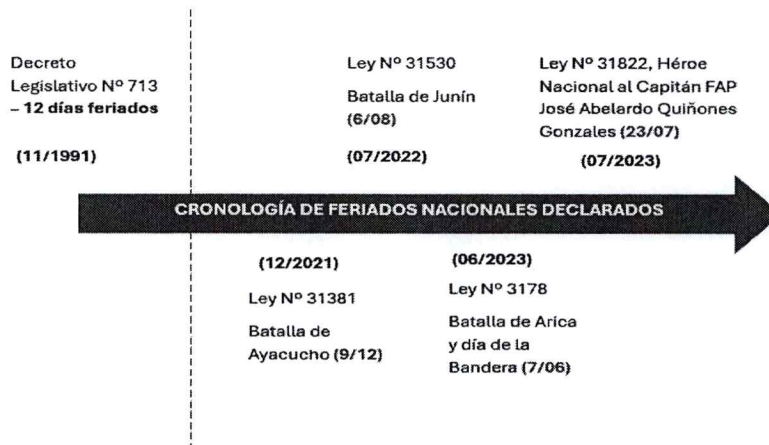 Decreto
Legislativo Nº 713
– 12 días feriados
(11/1991)
Ley Nº 31530
Batalla de Junín
(6/08)
(07/2022)
Ley Nº 31822, Héroe
Nacional al Capitán FAP
José Abelardo Quiñones
Gonzales (23/07)
(07/2023)
CRONOLOGÍA DE FERIADOS NACIONALES DECLARADOS
(12/2021)
Ley Nº 31381
Batalla de
Ayacucho (9/12)
(06/2023)
Ley Nº 3178
Batalla de Arica
y día de la
Bandera (7/06)